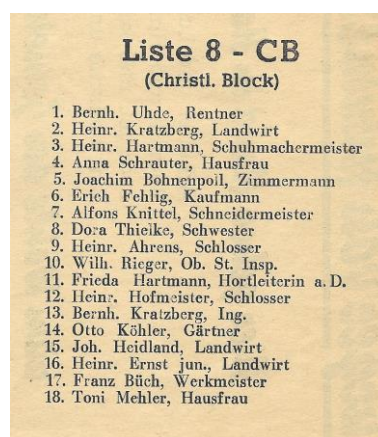 Liste 8 - CB
(Christl. Block)
1. Bernh. Uhde, Rentner
2. Heinr. Kratzberg, Landwirt
3. Heinr. Hartmann, Schuhmachermeister
4. Anna Schrauter, Hausfrau
5. Joachim Bohnenpoll, Zimmermann
6. Erich Fehlig, Kaufmann
7. Alfons Knittel, Schneidermeister
8. Dora Thielke, Schwester
9. Heinr. Ahrens, Schlosser
10. Wilh. Rieger, Ob. St. Insp.
11. Frieda Hartmann, Hortleiterin a. D.
12. Heinr. Hofmeister, Schlosser
13. Bernh. Kratzberg, Ing.
14. Otto Köhler, Gärtner
15. Joh. Heidland, Landwirt
16. Heinr. Ernst jun., Landwirt
17. Franz Büch, Werkmeister
18. Toni Mehler, Hausfrau